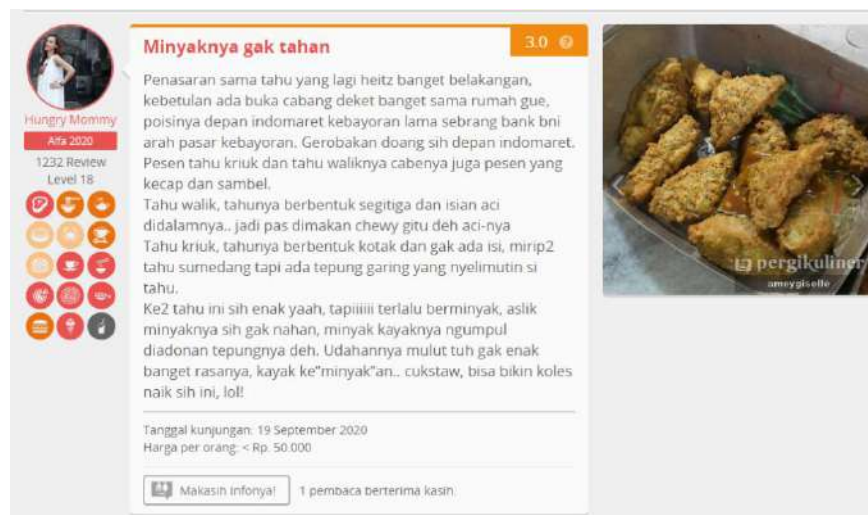 Minyaknya gak tahan
3.0
Penasaran sama tahu yang lagi heitz banget belakangan,
kebetulan ada buka cabang deket banget sama rumah gue,
poisinya depan indomaret kebayoran lama sebrang bank bni
arah pasar kebayoran. Gerobakan doang sih depan indomaret.
Pesen tahu kriuk dan tahu waliknya cabenya juga pesen yang
kecap dan sambel.
Tahu walik, tahunya berbentuk segitiga dan isian aci
didalamnya.. jadi pas dimakan chewy gitu deh aci-nya
Tahu kriuk, tahunya berbentuk kotak dan gak ada isi, mirip2
tahu sumedang tapi ada tepung garing yang nyelimutin si
tahu.
Ke2 tahu ini sih enak yaah, tapiiiiii terlalu berminyak, aslik
minyaknya sih gak nahan, minyak kayaknya ngumpul
diadonan tepungnya deh. Udahannya mulut tuh gak enak
banget rasanya, kayak ke"minyak"an.. cukstaw, bisa bikin koles
naik sih ini, lol!
Tanggal kunjungan: 19 September 2020
Harga per orang: < Rp. 50.000
Makasih Infonya!
1 pembaca berterima kasih.
Hungry Mommy
Alfa 2020
1232 Review
Level 18
pergikuliner
ameygiselle